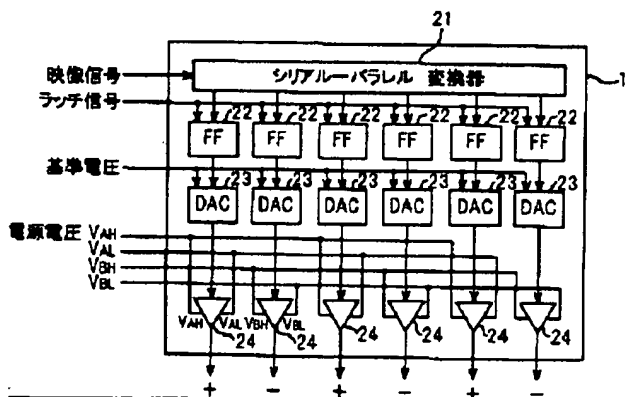 21
映像信号
シリアルーパラレル 変換器
ラッチ信号
22 22 22 22 22 22
FF FF FF FF FF FF
基準電圧
23 23 23 23 23 23
DAC DAC DAC DAC DAC DAC
電源電圧 VAH
VAL
VBH
VBL
VAH VAL VBH VBL
24 24 24 24 24 24
+ - + - + -